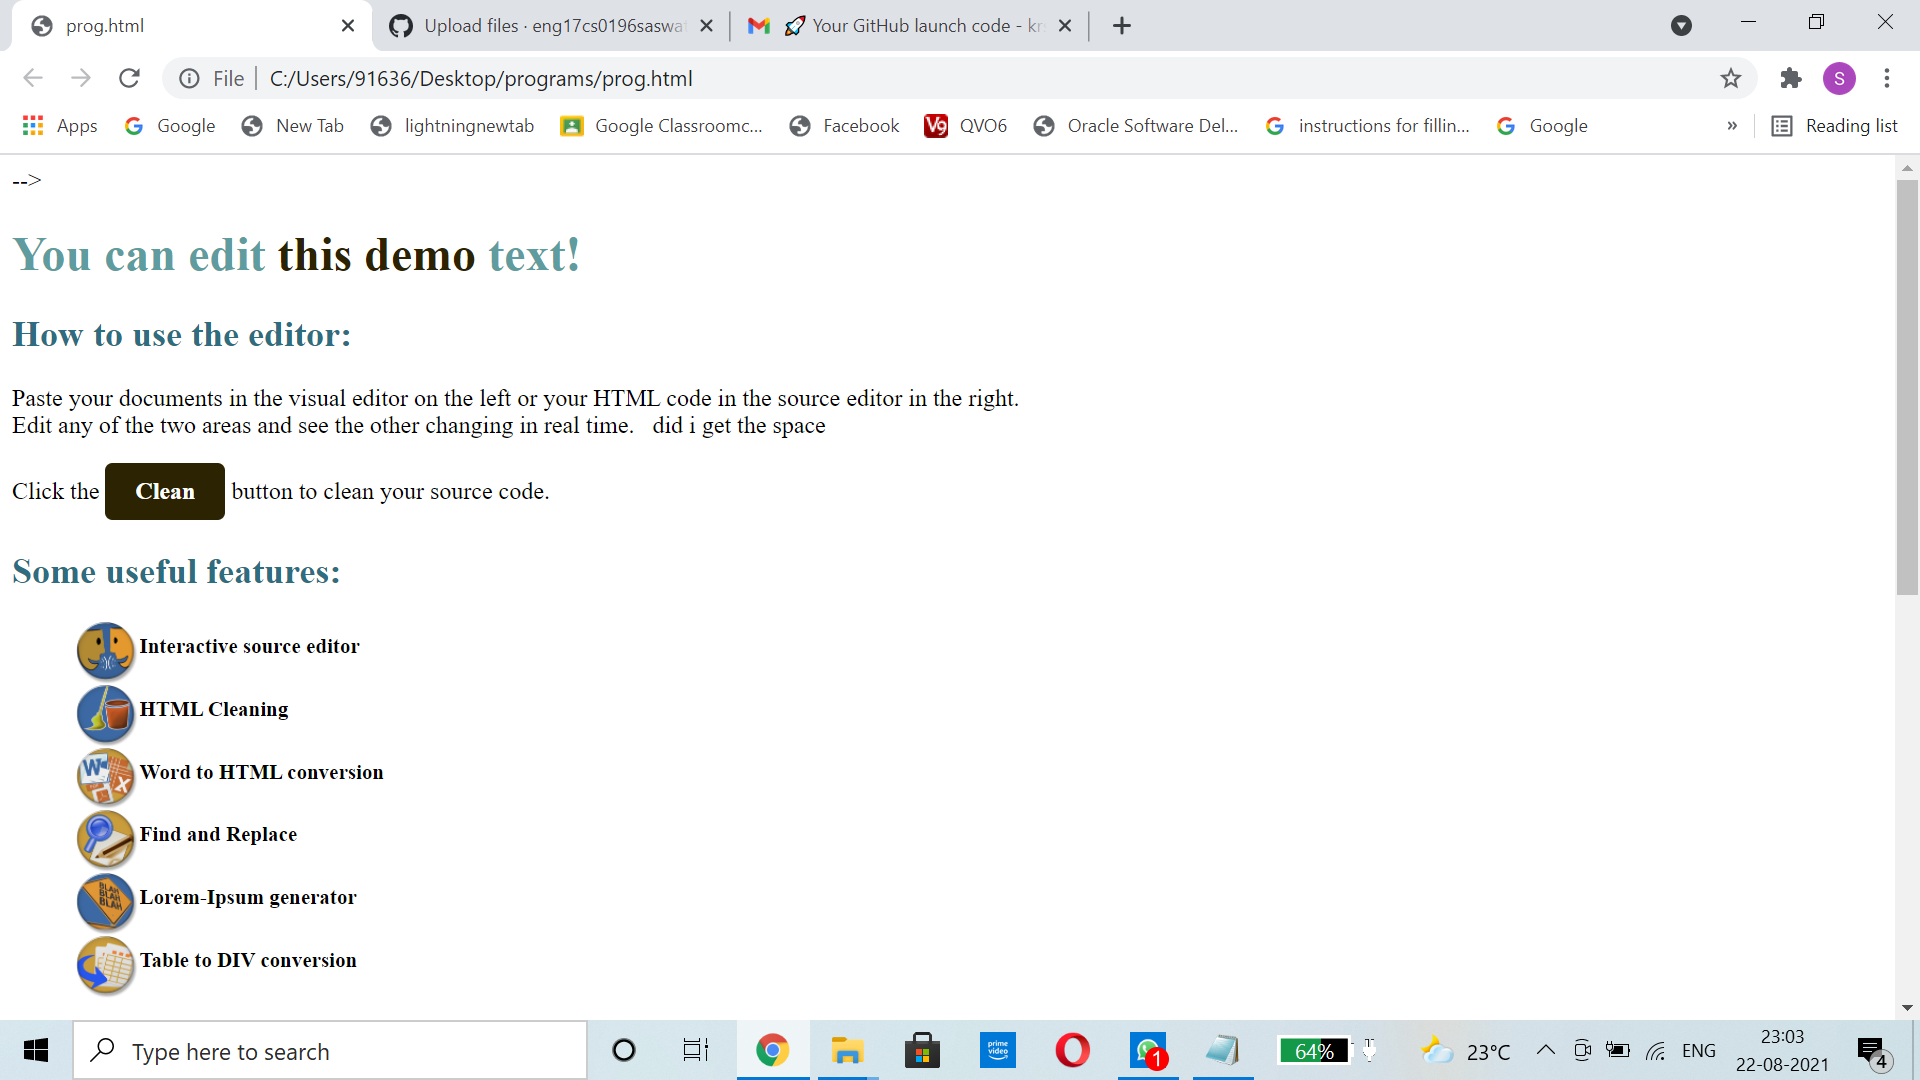 prog.html
Upload files · eng17cs0196saswa
Your GitHub launch code - kr
File
C:/Users/91636/Desktop/programs/prog.html
S
Apps
Google
New Tab
lightningnewtab
Google Classroomc...
Facebook
V9 QVO6
Oracle Software Del...
instructions for fillin...
Google
»
Reading list
-->
You can edit this demo text!
How to use the editor:
Paste your documents in the visual editor on the left or your HTML code in the source editor in the right.
Edit any of the two areas and see the other changing in real time.   did i get the space
Click the Clean button to clean your source code.
Some useful features:
Interactive source editor
HTML Cleaning
Word to HTML conversion
Find and Replace
BLAH BLAH BLAH
Lorem-Ipsum generator
Table to DIV conversion
Type here to search
prime video
1
64%
23°C
ENG
23:03
22-08-2021
4